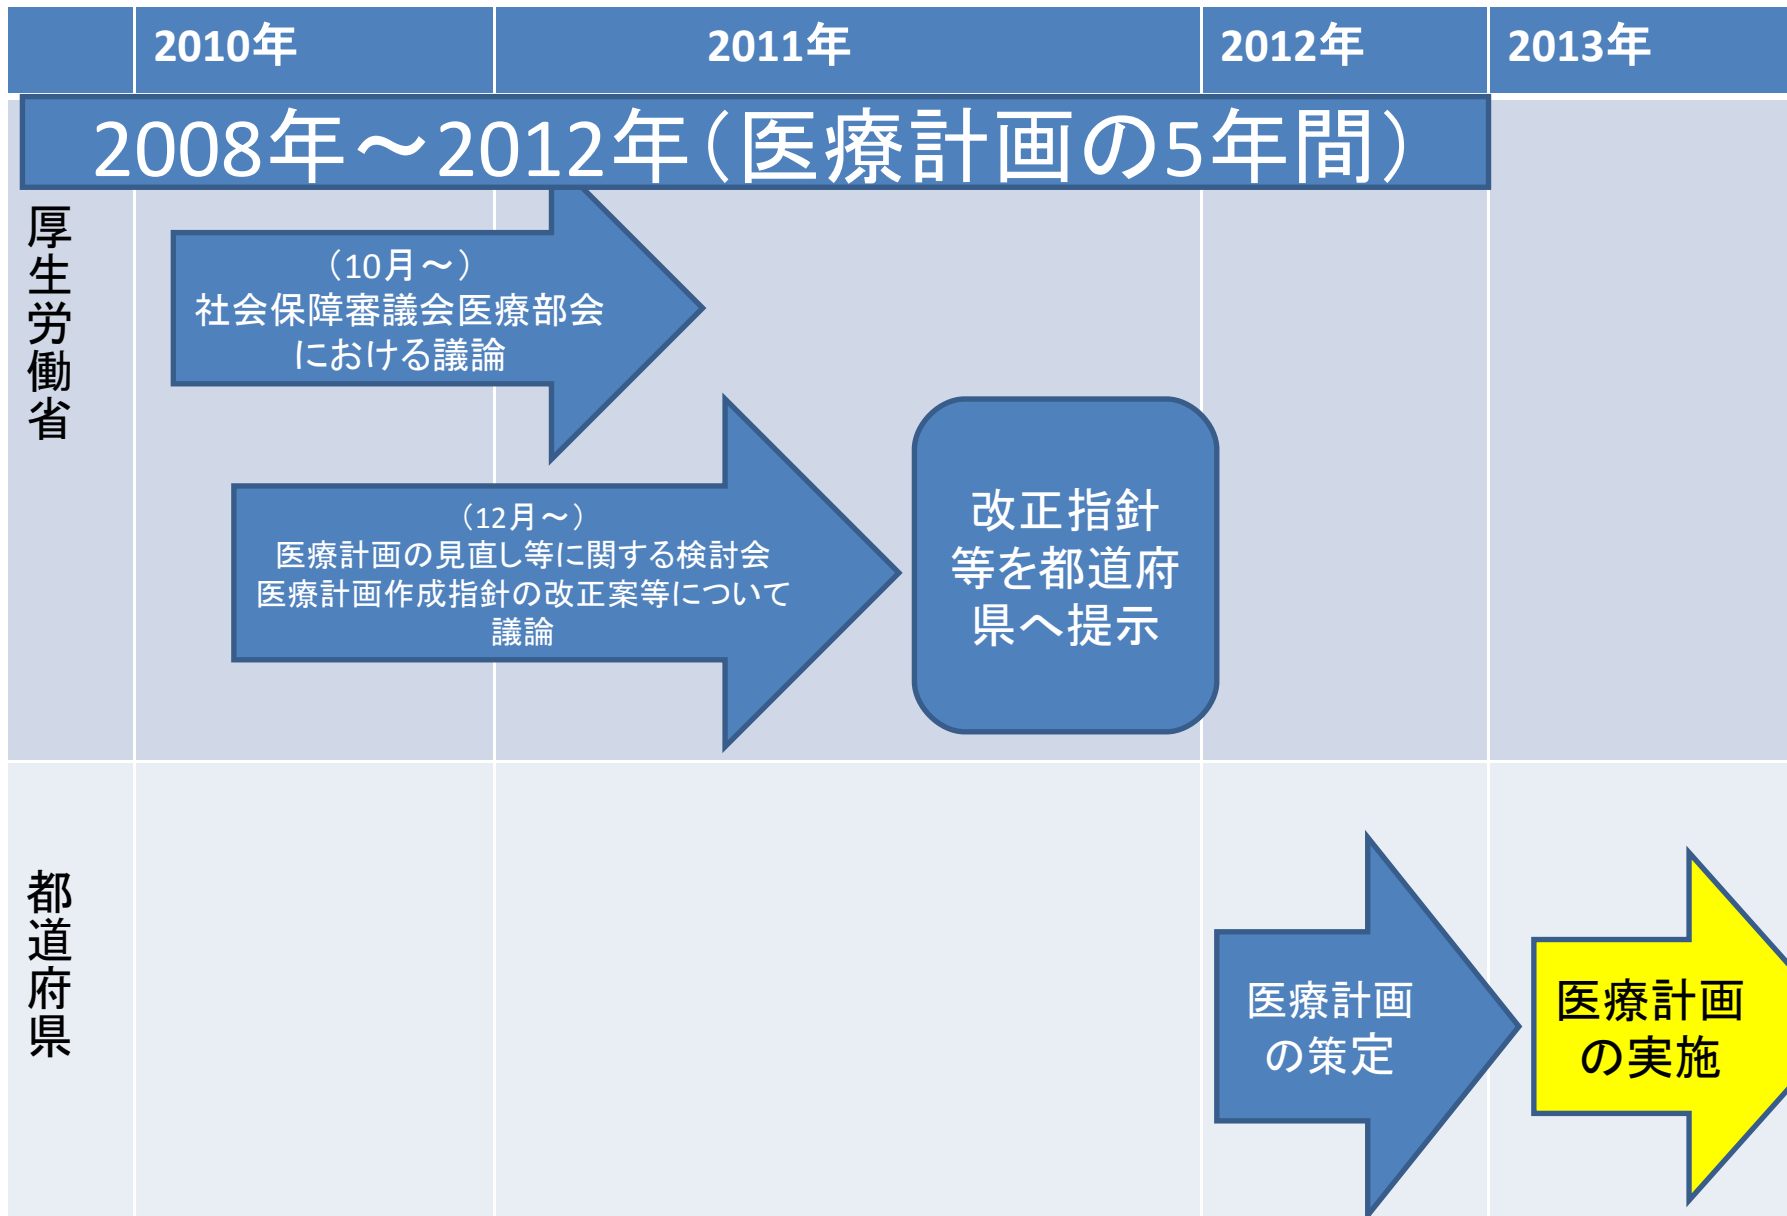 2010年
2011年
2012年
2013年
2008年～2012年（医療計画の5年間）
厚生労働省
（10月～）
社会保障審議会医療部会
における議論
（12月～）
医療計画の見直し等に関する検討会
医療計画作成指針の改正案等について
議論
改正指針
等を都道府
県へ提示
都道府県
医療計画
の策定
医療計画
の実施